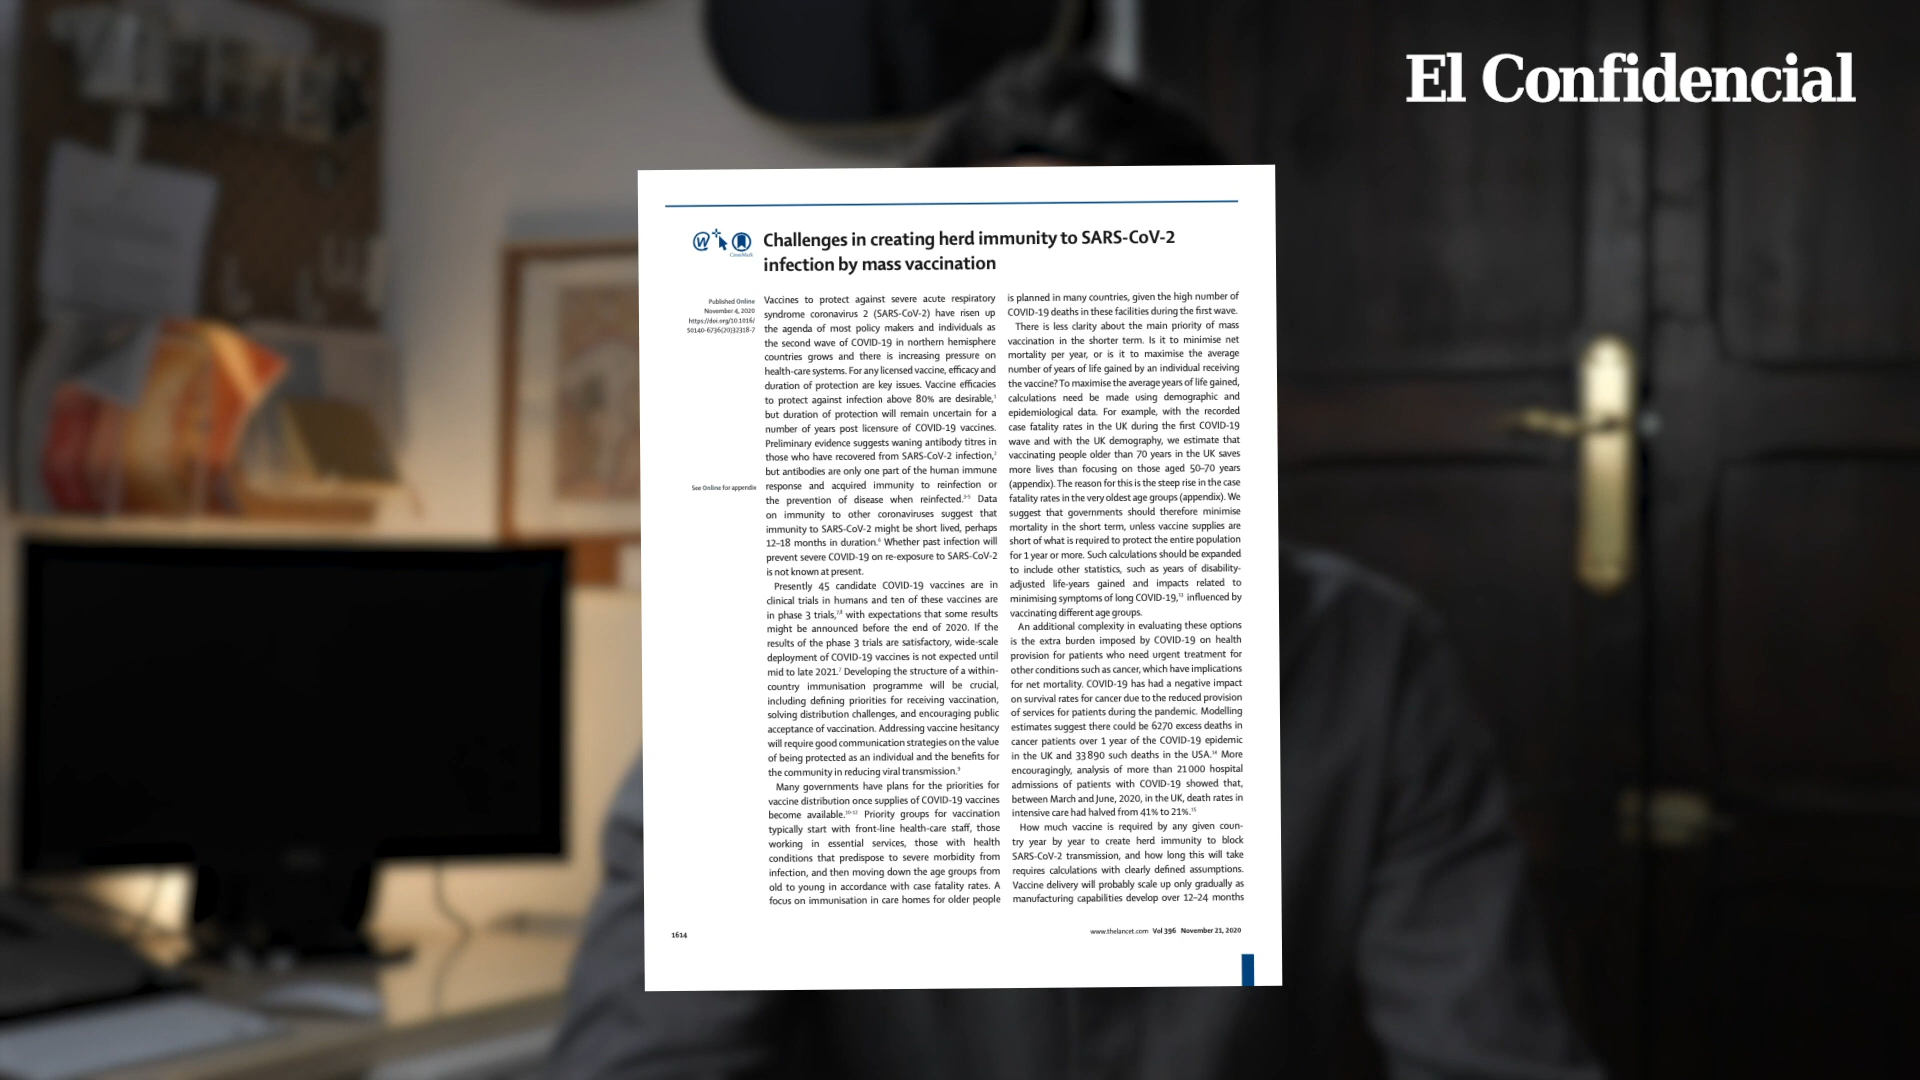 El Confidencial
Challenges in creating herd immunity to SARS-CoV-2
infection by mass vaccination
CrossMark
Published Online
November 4, 2020
https://doi.org/10.1016/
S0140-6736(20)32318-7
See Online for appendix
Vaccines to protect against severe acute respiratory
syndrome coronavirus 2 (SARS-CoV-2) have risen up
the agenda of most policy makers and individuals as
the second wave of COVID-19 in northern hemisphere
countries grows and there is increasing pressure on
health-care systems. For any licensed vaccine, efficacy and
duration of protection are key issues. Vaccine efficacies
to protect against infection above 80% are desirable,1
but duration of protection will remain uncertain for a
number of years post licensure of COVID-19 vaccines.
Preliminary evidence suggests waning antibody titres in
those who have recovered from SARS-CoV-2 infection,2
but antibodies are only one part of the human immune
response and acquired immunity to reinfection or
the prevention of disease when reinfected.3-5 Data
on immunity to other coronaviruses suggest that
immunity to SARS-CoV-2 might be short lived, perhaps
12–18 months in duration.6 Whether past infection will
prevent severe COVID-19 on re-exposure to SARS-CoV-2
is not known at present.
Presently 45 candidate COVID-19 vaccines are in
clinical trials in humans and ten of these vaccines are
in phase 3 trials,7,8 with expectations that some results
might be announced before the end of 2020. If the
results of the phase 3 trials are satisfactory, wide-scale
deployment of COVID-19 vaccines is not expected until
mid to late 2021.7 Developing the structure of a within-
country immunisation programme will be crucial,
including defining priorities for receiving vaccination,
solving distribution challenges, and encouraging public
acceptance of vaccination. Addressing vaccine hesitancy
will require good communication strategies on the value
of being protected as an individual and the benefits for
the community in reducing viral transmission.9
Many governments have plans for the priorities for
vaccine distribution once supplies of COVID-19 vaccines
become available.10-12 Priority groups for vaccination
typically start with front-line health-care staff, those
working in essential services, those with health
conditions that predispose to severe morbidity from
infection, and then moving down the age groups from
old to young in accordance with case fatality rates. A
focus on immunisation in care homes for older people
is planned in many countries, given the high number of
COVID-19 deaths in these facilities during the first wave.
There is less clarity about the main priority of mass
vaccination in the shorter term. Is it to minimise net
mortality per year, or is it to maximise the average
number of years of life gained by an individual receiving
the vaccine? To maximise the average years of life gained,
calculations need be made using demographic and
epidemiological data. For example, with the recorded
case fatality rates in the UK during the first COVID-19
wave and with the UK demography, we estimate that
vaccinating people older than 70 years in the UK saves
more lives than focusing on those aged 50–70 years
(appendix). The reason for this is the steep rise in the case
fatality rates in the very oldest age groups (appendix). We
suggest that governments should therefore minimise
mortality in the short term, unless vaccine supplies are
short of what is required to protect the entire population
for 1 year or more. Such calculations should be expanded
to include other statistics, such as years of disability-
adjusted life-years gained and impacts related to
minimising symptoms of long COVID-19,13 influenced by
vaccinating different age groups.
An additional complexity in evaluating these options
is the extra burden imposed by COVID-19 on health
provision for patients who need urgent treatment for
other conditions such as cancer, which have implications
for net mortality. COVID-19 has had a negative impact
on survival rates for cancer due to the reduced provision
of services for patients during the pandemic. Modelling
estimates suggest there could be 6270 excess deaths in
cancer patients over 1 year of the COVID-19 epidemic
in the UK and 33 890 such deaths in the USA.14 More
encouragingly, analysis of more than 21 000 hospital
admissions of patients with COVID-19 showed that,
between March and June, 2020, in the UK, death rates in
intensive care had halved from 41% to 21%.15
How much vaccine is required by any given coun-
try year by year to create herd immunity to block
SARS-CoV-2 transmission, and how long this will take
requires calculations with clearly defined assumptions.
Vaccine delivery will probably scale up only gradually as
manufacturing capabilities develop over 12–24 months
1614
www.thelancet.com Vol 396 November 21, 2020